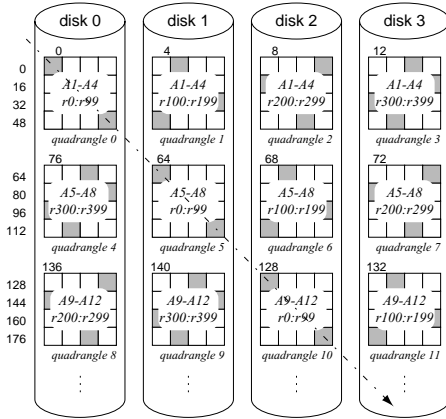 disk 0 disk 1 disk 2 disk 3
0 4 8 12
0
16
32
48
A1-A4 A1-A4 A1-A4 A1-A4
r0:r99 r100:r199 r200:r299 r300:r399
quadrangle 0 quadrangle 1 quadrangle 2 quadrangle 3
76 64 68 72
64
80
96
112
A5-A8 A5-A8 A5-A8 A5-A8
r300:r399 r0:r99 r100:r199 r200:r299
quadrangle 4 quadrangle 5 quadrangle 6 quadrangle 7
136 140 128 132
128
144
160
176
A9-A12 A9-A12 A9-A12 A9-A12
r200:r299 r300:r399 r0:r99 r100:r199
quadrangle 8 quadrangle 9 quadrangle 10 quadrangle 11